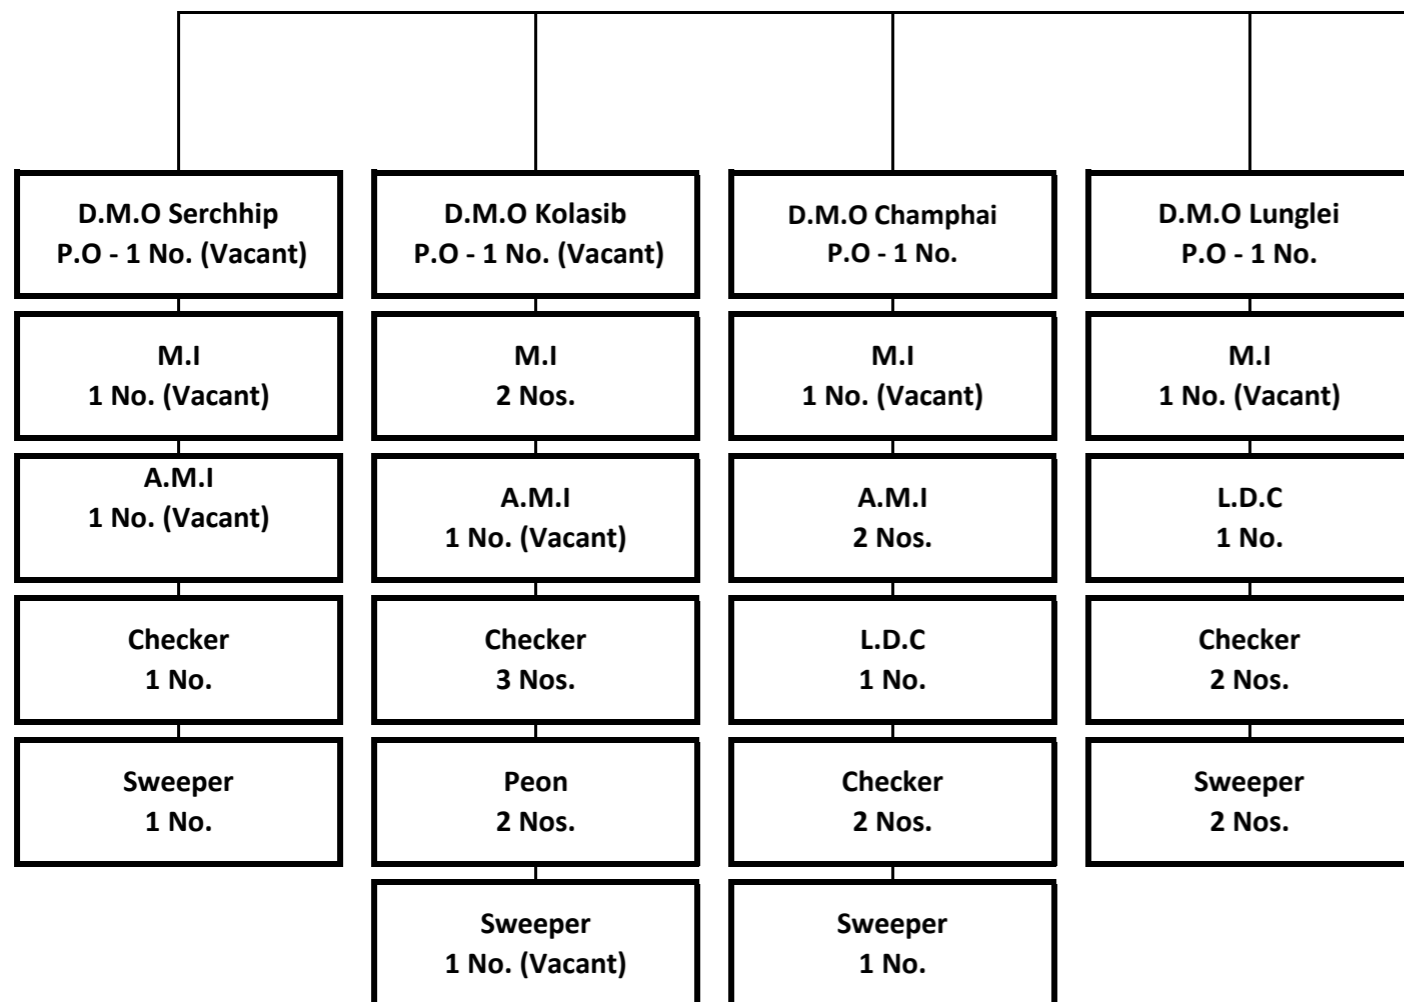 D.M.O Serchhip
P.O - 1 No. (Vacant)
M.I
1 No. (Vacant)
A.M.I
1 No. (Vacant)
Checker
1 No.
Sweeper
1 No.
D.M.O Kolasib
P.O - 1 No. (Vacant)
M.I
2 Nos.
A.M.I
1 No. (Vacant)
Checker
3 Nos.
Peon
2 Nos.
Sweeper
1 No. (Vacant)
D.M.O Champhai
P.O - 1 No.
M.I
1 No. (Vacant)
A.M.I
2 Nos.
L.D.C
1 No.
Checker
2 Nos.
Sweeper
1 No.
D.M.O Lunglei
P.O - 1 No.
M.I
1 No. (Vacant)
L.D.C
1 No.
Checker
2 Nos.
Sweeper
2 Nos.